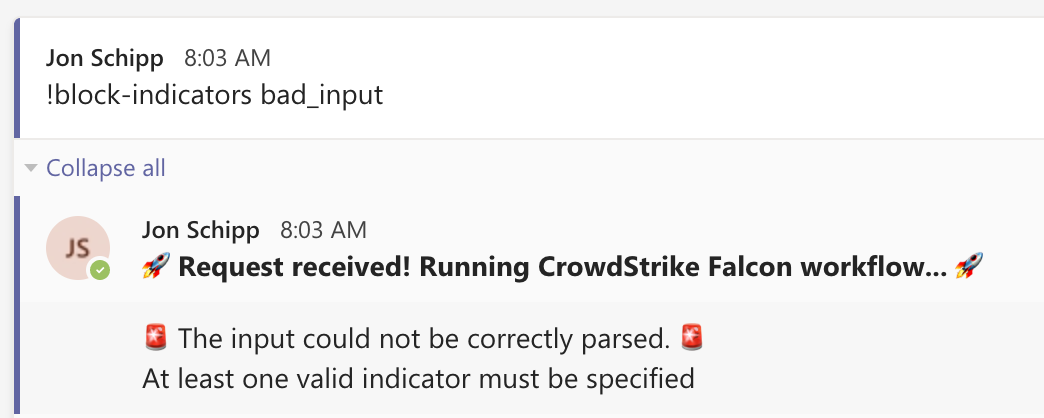 Jon Schipp 8:03 AM
!block-indicators bad_input
Collapse all
JS
Jon Schipp 8:03 AM
🚀 Request received! Running CrowdStrike Falcon workflow... 🚀
🚨 The input could not be correctly parsed. 🚨
At least one valid indicator must be specified